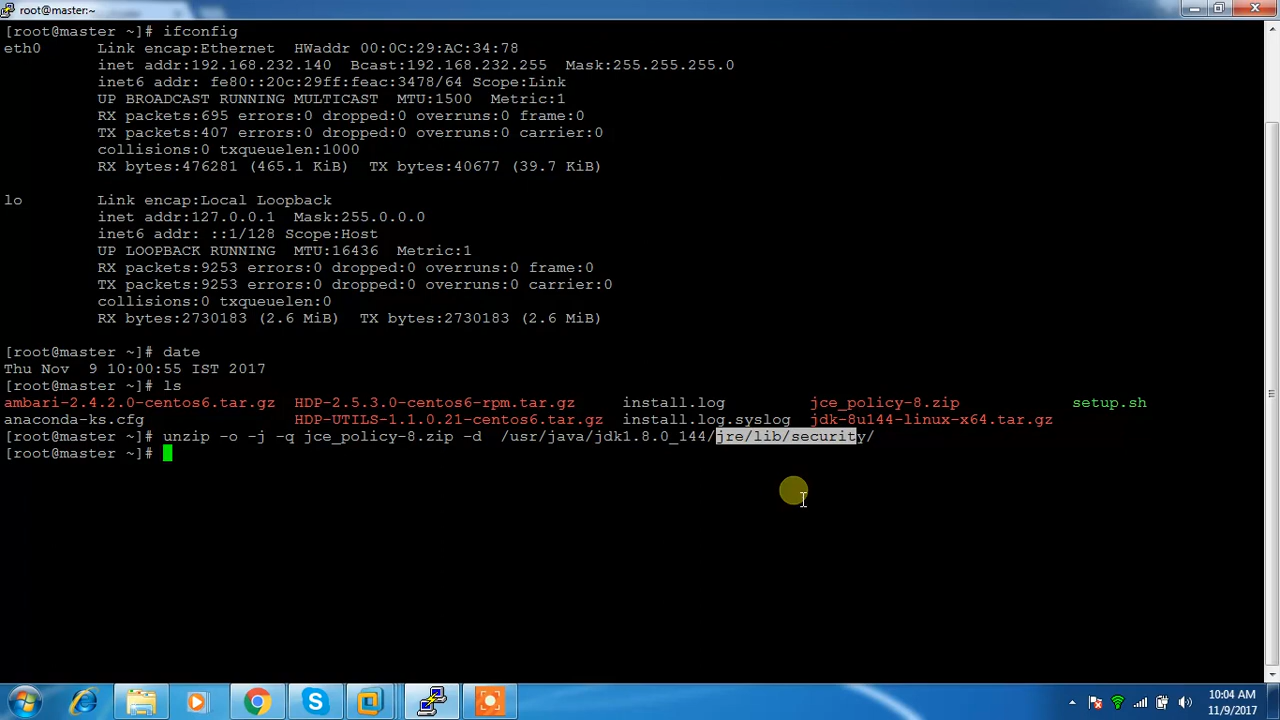 root@master:~
[root@master ~]# ifconfig
eth0      Link encap:Ethernet  HWaddr 00:0C:29:AC:34:78
          inet addr:192.168.232.140  Bcast:192.168.232.255  Mask:255.255.255.0
          inet6 addr: fe80::20c:29ff:feac:3478/64 Scope:Link
          UP BROADCAST RUNNING MULTICAST  MTU:1500  Metric:1
          RX packets:695 errors:0 dropped:0 overruns:0 frame:0
          TX packets:407 errors:0 dropped:0 overruns:0 carrier:0
          collisions:0 txqueuelen:1000
          RX bytes:476281 (465.1 KiB)  TX bytes:40677 (39.7 KiB)
lo        Link encap:Local Loopback
          inet addr:127.0.0.1  Mask:255.0.0.0
          inet6 addr: ::1/128 Scope:Host
          UP LOOPBACK RUNNING  MTU:16436  Metric:1
          RX packets:9253 errors:0 dropped:0 overruns:0 frame:0
          TX packets:9253 errors:0 dropped:0 overruns:0 carrier:0
          collisions:0 txqueuelen:0
          RX bytes:2730183 (2.6 MiB)  TX bytes:2730183 (2.6 MiB)
[root@master ~]# date
Thu Nov  9 10:00:55 IST 2017
[root@master ~]# ls
ambari-2.4.2.0-centos6.tar.gz  HDP-2.5.3.0-centos6-rpm.tar.gz     install.log         jce_policy-8.zip            setup.sh
anaconda-ks.cfg                HDP-UTILS-1.1.0.21-centos6.tar.gz  install.log.syslog  jdk-8u144-linux-x64.tar.gz
[root@master ~]# unzip -o -j -q jce_policy-8.zip -d  /usr/java/jdk1.8.0_144/jre/lib/security/
[root@master ~]#
10:04 AM
11/9/2017